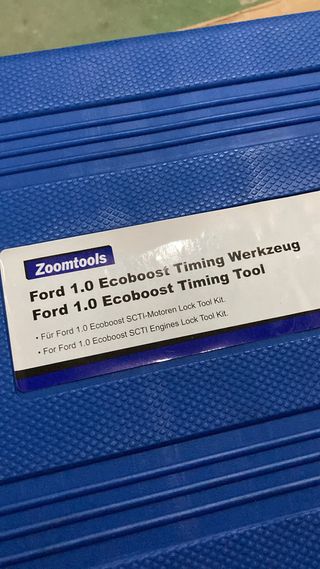 Zoomtools
Ford 1.0 Ecoboost Timing Werkzeug
Ford 1.0 Ecoboost Timing Tool
• Für Ford 1.0 Ecoboost SCTI-Motoren Lock Tool Kit.
• For Ford 1.0 Ecoboost SCTI Engines Lock Tool Kit.